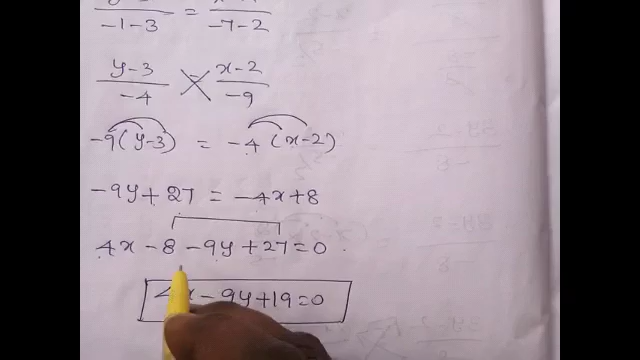 -1-3 = -7-2
y-3/-4 = x-2/-9
-9(y-3) = -4(x-2)
-9y+27 = -4x+8
4x-8-9y+27=0
4x-9y+19=0